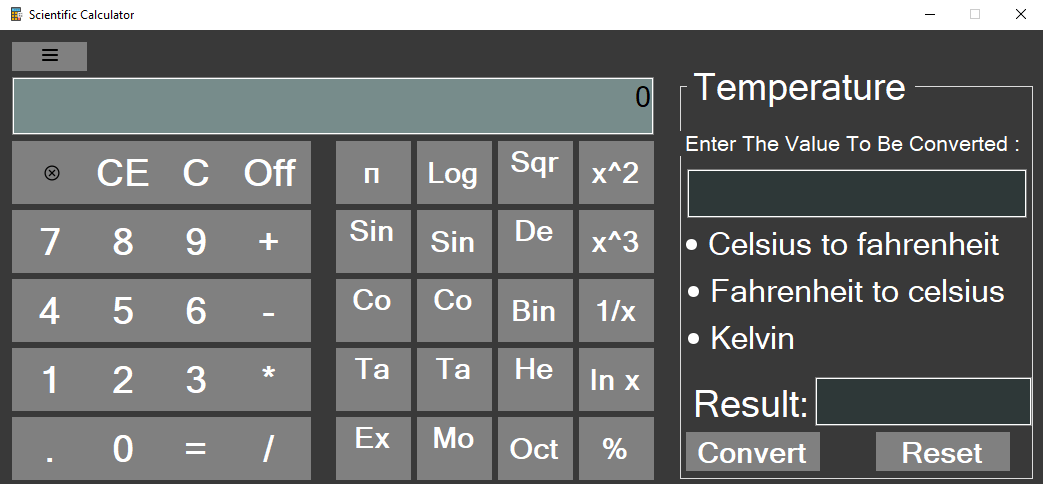 Scientific Calculator
0
CE C Off
п Log Sqr x^2
7 8 9 +
Sin Sin De x^3
4 5 6 -
Co Co Bin 1/x
1 2 3 *
Ta Ta He ln x
. 0 = /
Ex Mo Oct %
Temperature
Enter The Value To Be Converted :
Celsius to fahrenheit
Fahrenheit to celsius
Kelvin
Result:
Convert Reset